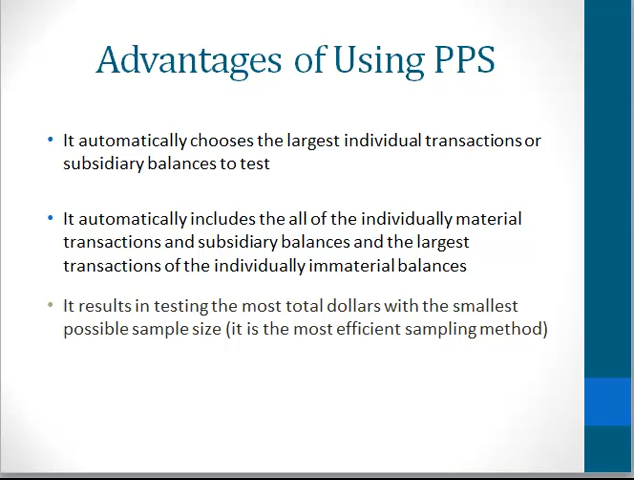 Advantages of Using PPS
• It automatically chooses the largest individual transactions or
subsidiary balances to test
• It automatically includes the all of the individually material
transactions and subsidiary balances and the largest
transactions of the individually immaterial balances
• It results in testing the most total dollars with the smallest
possible sample size (it is the most efficient sampling method)